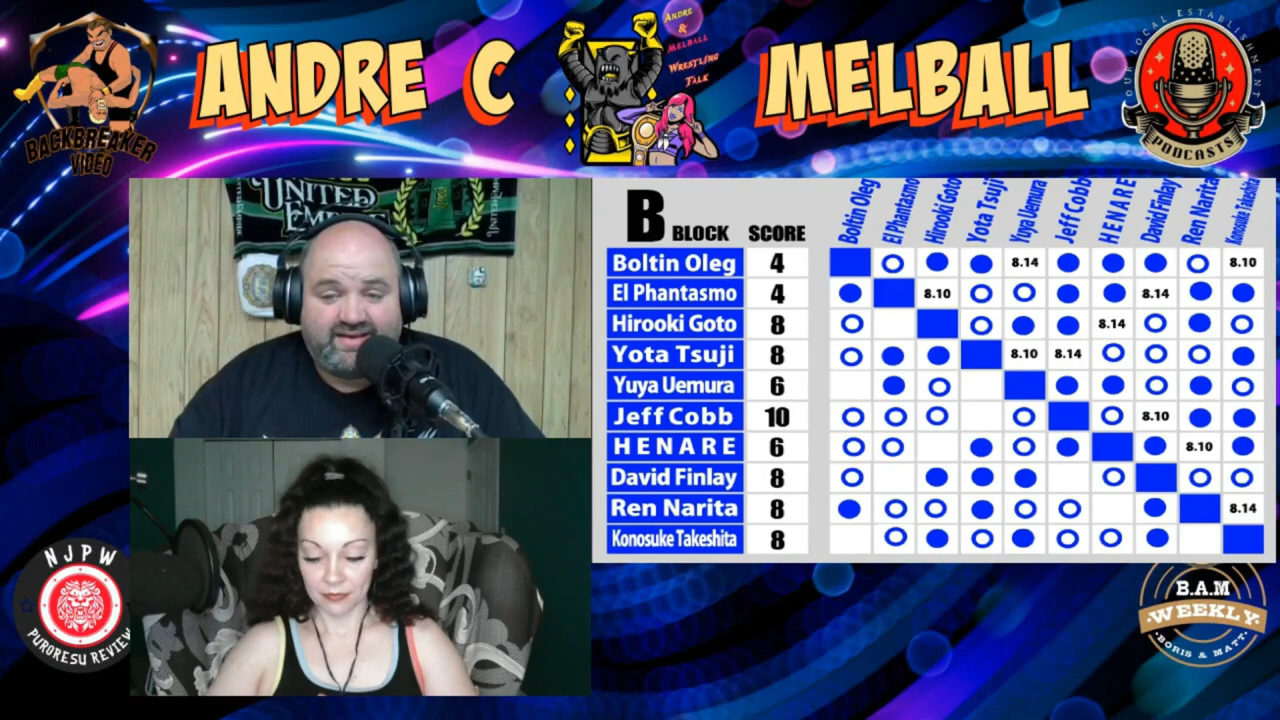 ANDRE C
MELBALL
BACKBREAKER
VIDEO
ANDRE
&
MELBALL
WRESTLING
TALK
YOUR LOCAL ESTABLISHMENT
PODCASTS
UNITED
EMPIRE
B BLOCK SCORE Boltin Oleg El Phantasmo Hirooki Goto Yota Tsuji Yuya Uemura Jeff Cobb HENARE David Finlay Ren Narita Konosuke Takeshita
Boltin Oleg 4 8.14 8.10
El Phantasmo 4 8.10 8.14
Hirooki Goto 8 8.14
Yota Tsuji 8 8.10 8.14
Yuya Uemura 6
Jeff Cobb 10 8.10
HENARE 6 8.10
David Finlay 8
Ren Narita 8 8.14
Konosuke Takeshita 8
NJPW
PURORESU REVIEW
B.A.M
WEEKLY
BORIS & MATT